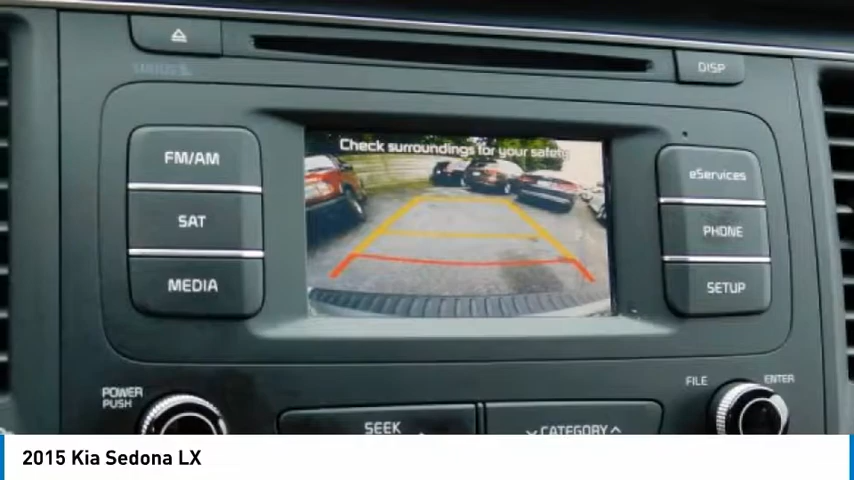 DISP
SIRIUS
Check surroundings for your safety
FM/AM
eServices
SAT
PHONE
MEDIA
SETUP
POWER
PUSH
FILE
ENTER
SEEK
CATEGORY
2015 Kia Sedona LX